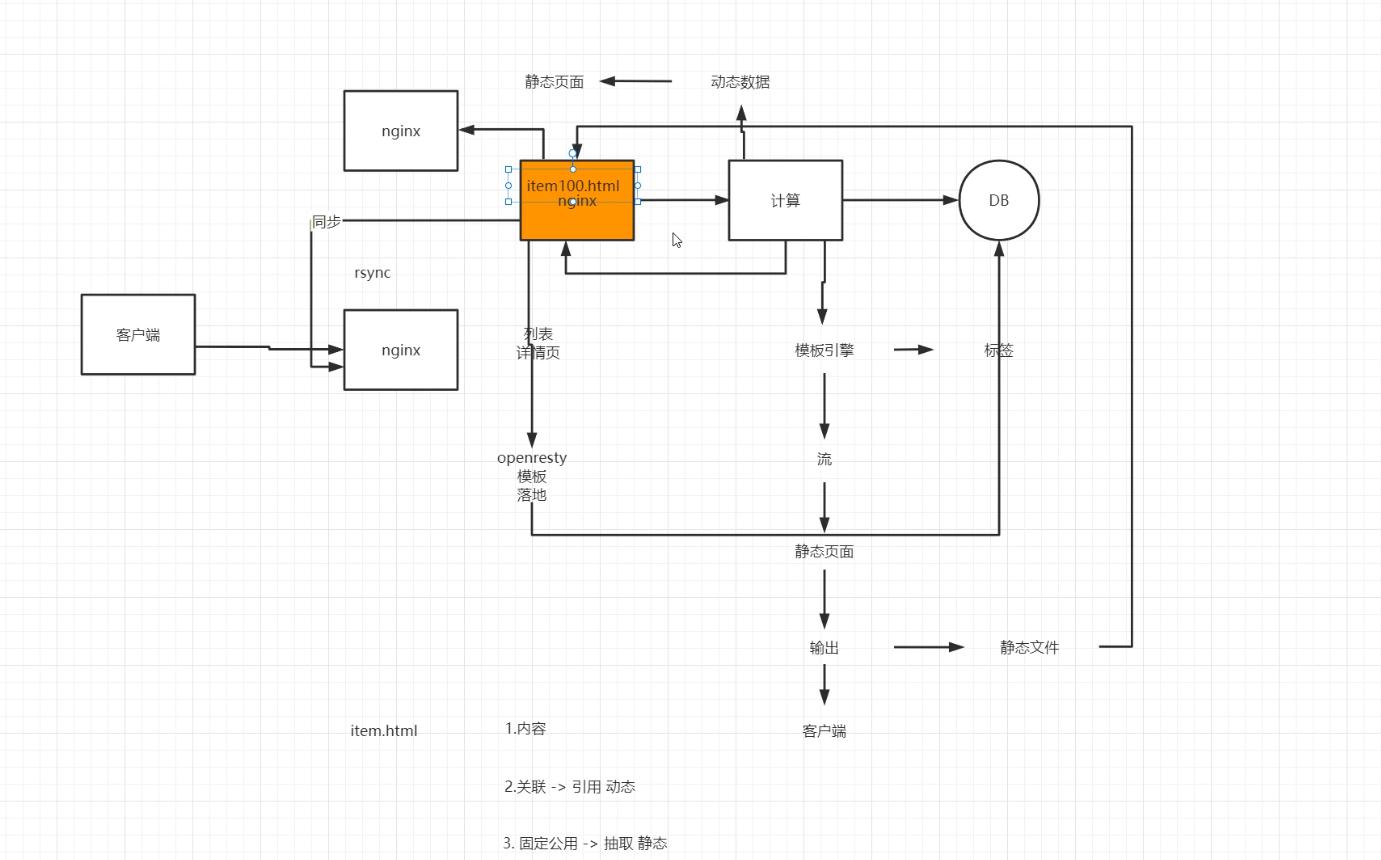 静态页面
动态数据
nginx
item100.html
nginx
计算
DB
同步
rsync
客户端
nginx
列表
详情页
模板引擎
标签
openresty
模板
落地
流
静态页面
输出
静态文件
item.html
1.内容
客户端
2.关联 -> 引用 动态
3. 固定公用 -> 抽取 静态